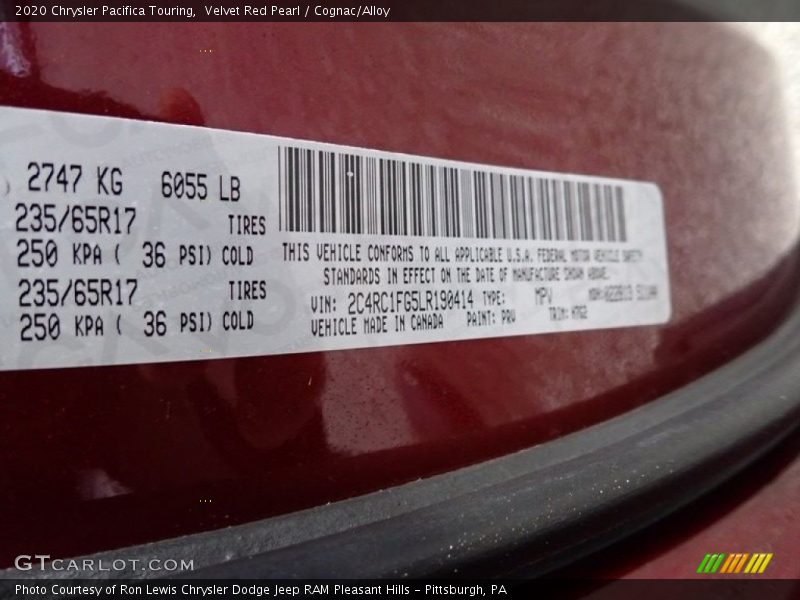 2020 Chrysler Pacifica Touring,  Velvet Red Pearl / Cognac/Alloy
2747 KG 6055 LB
235/65R17 TIRES
250 KPA ( 36 PSI) COLD
235/65R17 TIRES
250 KPA ( 36 PSI) COLD
THIS VEHICLE CONFORMS TO ALL APPLICABLE U.S.A. FEDERAL MOTOR VEHICLE SAFETY
STANDARDS IN EFFECT ON THE DATE OF MANUFACTURE SHOWN ABOVE.
VIN: 2C4RC1FG5LR190414 TYPE: MPV
VEHICLE MADE IN CANADA PAINT: PRV TRIM:
GTCARLOT.COM
Photo Courtesy of Ron Lewis Chrysler Dodge Jeep RAM Pleasant Hills - Pittsburgh, PA